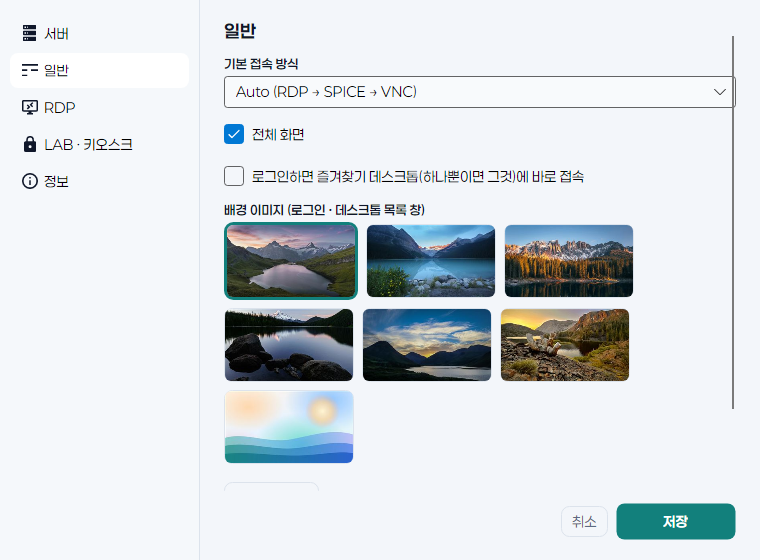 서버
일반
RDP
LAB · 키오스크
정보
일반
기본 접속 방식
Auto (RDP → SPICE → VNC)
전체 화면
로그인하면 즐겨찾기 데스크톱(하나뿐이면 그것)에 바로 접속
배경 이미지 (로그인 · 데스크톱 목록 창)
취소
저장